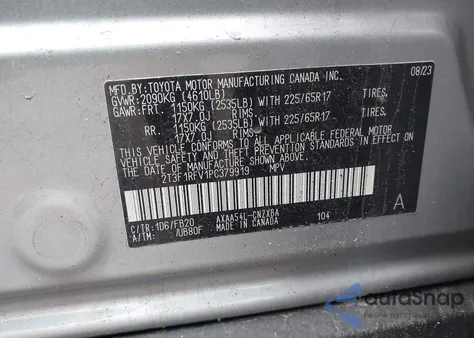 MFD. BY: TOYOTA MOTOR MANUFACTURING CANADA INC. 08/23
GVWR: 2090KG (4610LB)
GAWR: FRT. 1150KG (2535LB) WITH 225/65R17 TIRES,
17X7.0J RIMS
RR. 1150KG (2535LB) WITH 225/65R17 TIRES,
17X7.0J RIMS
THIS VEHICLE CONFORMS TO ALL APPLICABLE FEDERAL MOTOR
VEHICLE SAFETY, AND THEFT PREVENTION STANDARDS IN EFFECT ON
THE DATE OF MANUFACTURE SHOWN ABOVE.
2T3F1RFV1PC379919 MPV
A
C/TR: 1D6/FB20 AXAA54L-CNZXBA 104
A/TM: /UB80F MADE IN CANADA
AutoSnap